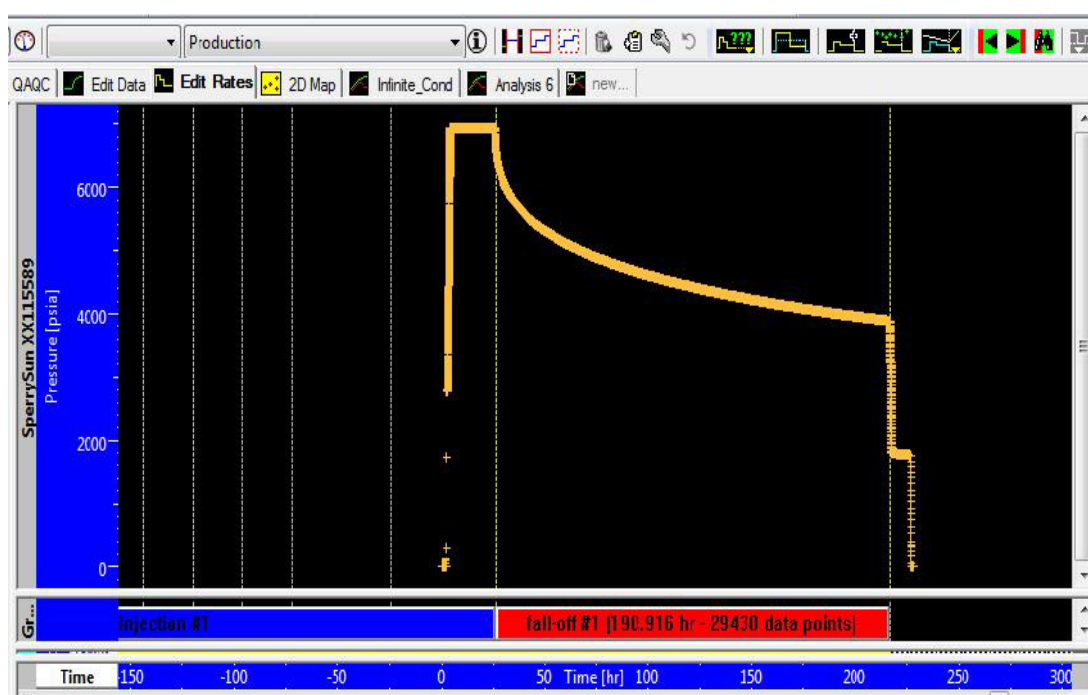 Production
???
QAQC Edit Data Edit Rates 2D Map Infinite_Cond Analysis 6 new...
SperrySun XX115589
Pressure [psia]
6000
4000
2000
0
Gr...
injection #1 fall-off #1 [190.916 hr - 29430 data points]
Time -150 -100 -50 0 50 Time [hr] 100 150 200 250 300